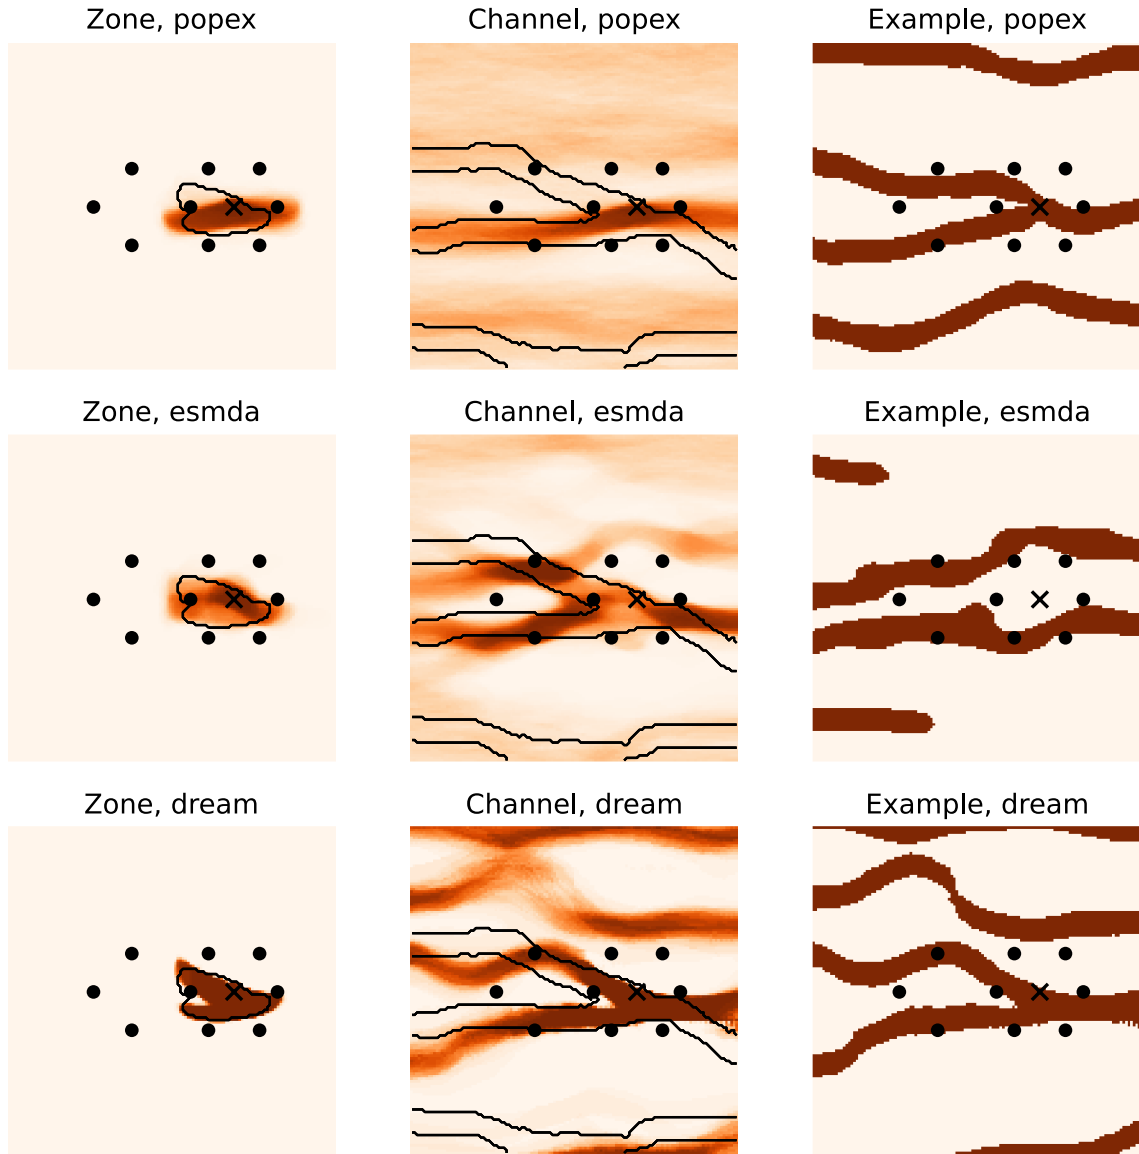 Zone, popex
Channel, popex
Example, popex
Zone, esmda
Channel, esmda
Example, esmda
Zone, dream
Channel, dream
Example, dream